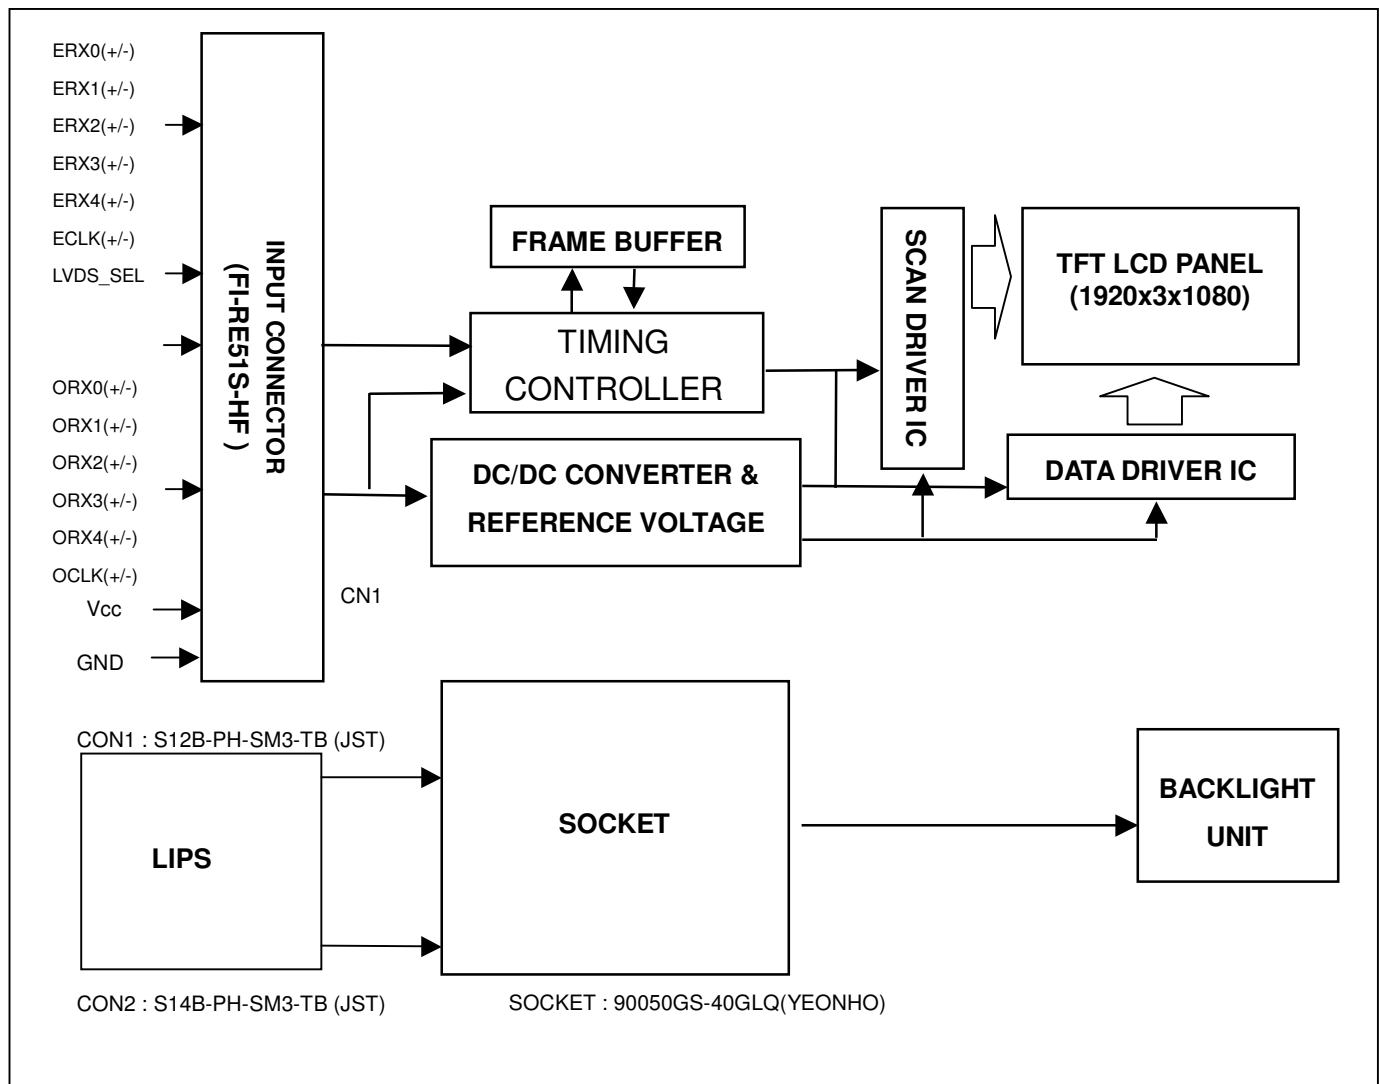 ERX0(+/-)
ERX1(+/-)
ERX2(+/-)
ERX3(+/-)
ERX4(+/-)
ECLK(+/-)
LVDS_SEL
ORX0(+/-)
ORX1(+/-)
ORX2(+/-)
ORX3(+/-)
ORX4(+/-)
OCLK(+/-)
Vcc
GND
INPUT CONNECTOR
(FI-RE51S-HF )
CN1
FRAME BUFFER
TIMING
CONTROLLER
DC/DC CONVERTER &
REFERENCE VOLTAGE
SCAN DRIVER IC
TFT LCD PANEL
(1920x3x1080)
DATA DRIVER IC
CON1 : S12B-PH-SM3-TB (JST)
LIPS
CON2 : S14B-PH-SM3-TB (JST)
SOCKET
SOCKET : 90050GS-40GLQ(YEONHO)
BACKLIGHT
UNIT